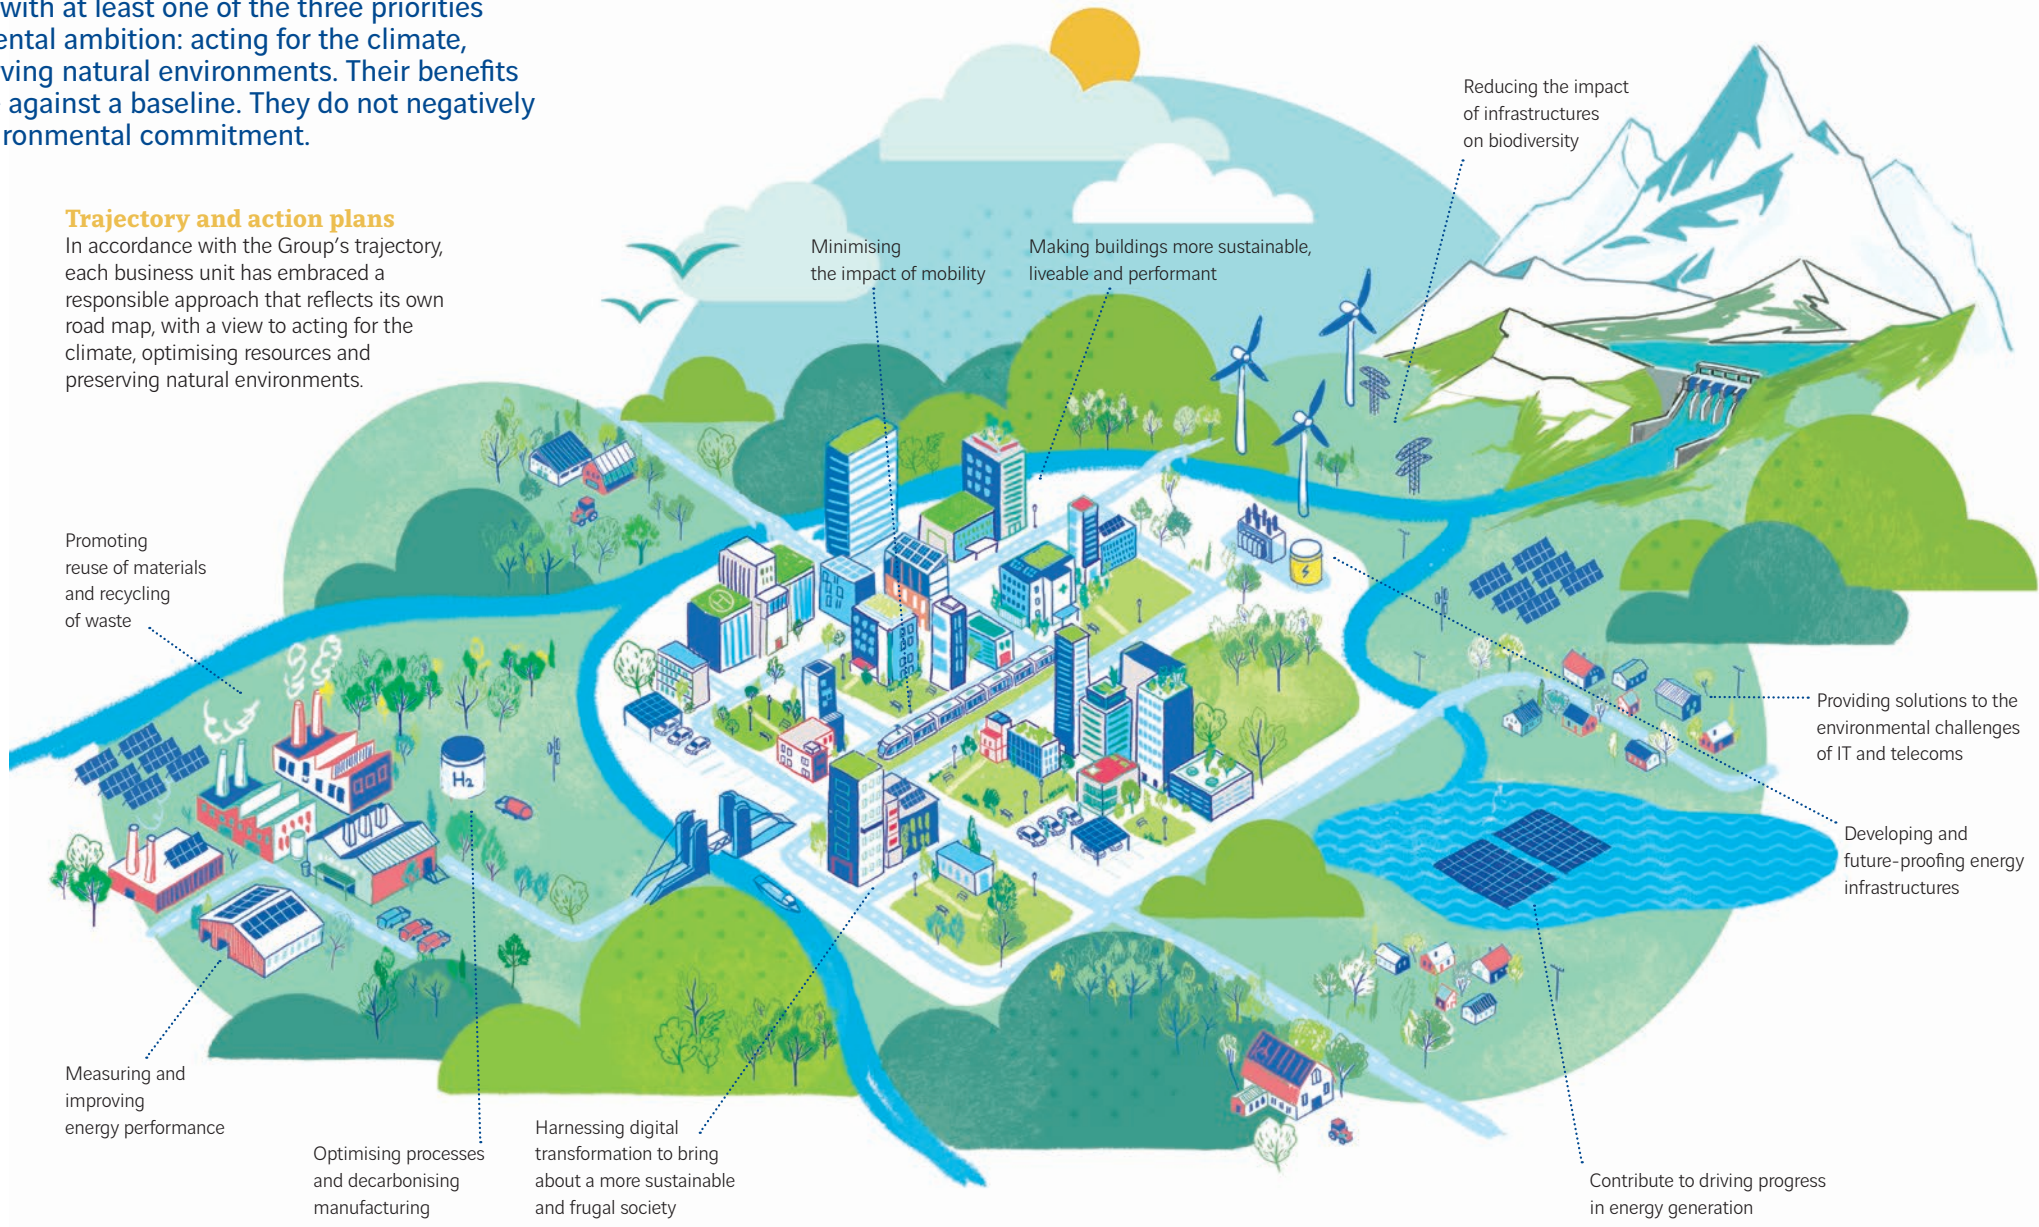 with at least one of the three priorities
ental ambition: acting for the climate,
ving natural environments. Their benefits
against a baseline. They do not negatively
ronmental commitment.
Trajectory and action plans
In accordance with the Group's trajectory,
each business unit has embraced a
responsible approach that reflects its own
road map, with a view to acting for the
climate, optimising resources and
preserving natural environments.
Minimising
the impact of mobility
Making buildings more sustainable,
liveable and performant
Reducing the impact
of infrastructures
on biodiversity
Promoting
reuse of materials
and recycling
of waste
H
H2
Providing solutions to the
environmental challenges
of IT and telecoms
Developing and
future-proofing energy
infrastructures
Measuring and
improving
energy performance
Optimising processes
and decarbonising
manufacturing
Harnessing digital
transformation to bring
about a more sustainable
and frugal society
Contribute to driving progress
in energy generation